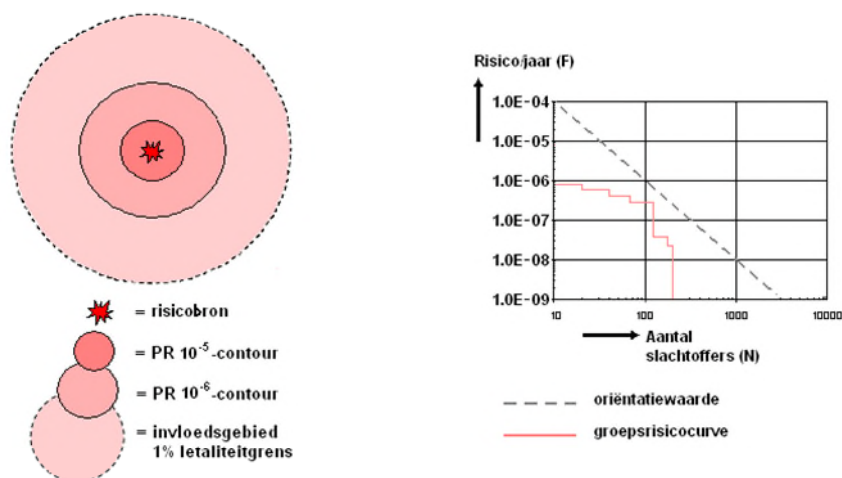 = risicobron
= PR 10⁻⁵-contour
= PR 10⁻⁶-contour
= invloedsgebied
1% letaliteitgrens
Risico/jaar (F)
1.0E-04
1.0E-05
1.0E-06
1.0E-07
1.0E-08
1.0E-09
10 100 1000 10000
Aantal
slachtoffers (N)
oriëntatiewaarde
groepsrisicocurve